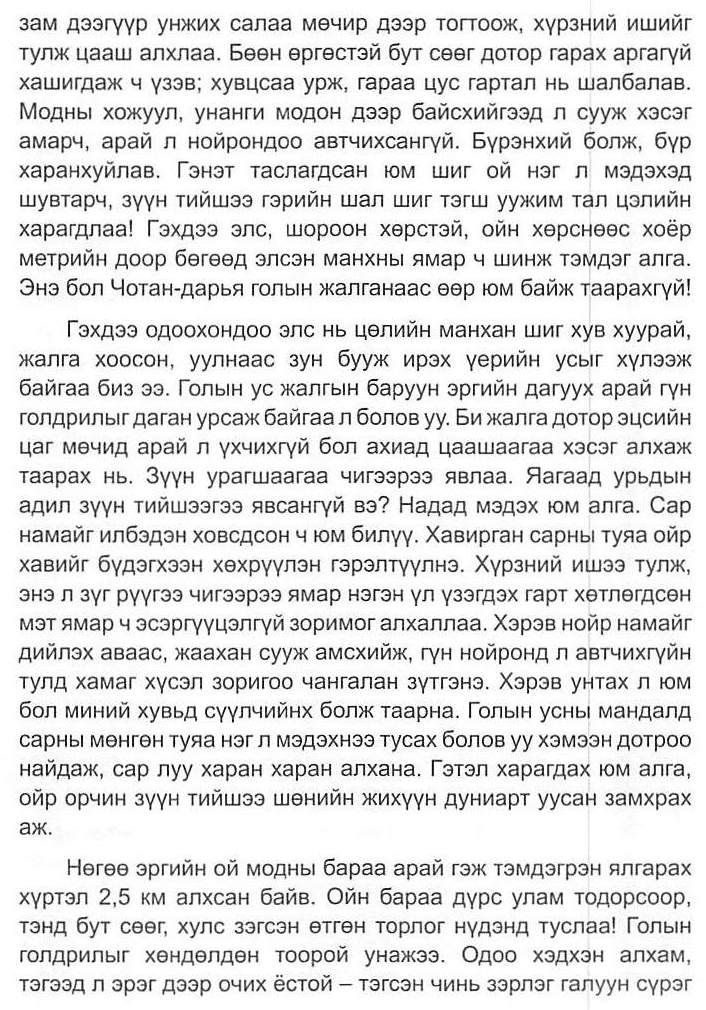 зам дээгүүр унжих салаа мөчир дээр тогтоож, хүрзний ишийг
тулж цааш алхлаа. Бөөн өргөстэй бут сөөг дотор гарах аргагүй
хашигдаж ч үзэв; хувцсаа урж, гараа цус гартал нь шалбалав.
Модны хожуул, унанги модон дээр байсхийгээд л сууж хэсэг
амарч, арай л нойрондоо автчихсангүй. Бүрэнхий болж, бүр
харанхуйлав. Гэнэт таслагдсан юм шиг ой нэг л мэдэхэд
шувтарч, зүүн тийшээ гэрийн шал шиг тэгш уужим тал цэлийн
харагдлаа! Гэхдээ элс, шороон хөрстэй, ойн хөрснөөс хоёр
метрийн доор бөгөөд элсэн манхны ямар ч шинж тэмдэг алга.
Энэ бол Чотан-дарья голын жалганаас өөр юм байж таарахгүй!
Гэхдээ одоохондоо элс нь цөлийн манхан шиг хув хуурай,
жалга хоосон, уулнаас зун бууж ирэх үерийн усыг хүлээж
байгаа биз ээ. Голын ус жалгын баруун эргийн дагуух арай гүн
голдрилыг даган урсаж байгаа л болов уу. Би жалга дотор эцсийн
цаг мөчид арай л үхчихгүй бол ахиад цаашаагаа хэсэг алхаж
таарах нь. Зүүн урагшаагаа чигээрээ явлаа. Яагаад урьдын
адил зүүн тийшээгээ явсангүй вэ? Надад мэдэх юм алга. Сар
намайг илбэдэн ховсдсон ч юм билүү. Хавирган сарны туяа ойр
хавийг бүдэгхээн хөхрүүлэн гэрэлтүүлнэ. Хүрзний ишээ тулж,
энэ л зүг рүүгээ чигээрээ ямар нэгэн үл үзэгдэх гарт хөтлөгдсөн
мэт ямар ч эсэргүүцэлгүй зоримог алхаллаа. Хэрэв нойр намайг
дийлэх аваас, жаахан сууж амсхийж, гүн нойронд л автчихгүйн
тулд хамаг хүсэл зоригоо чангалан зүтгэнэ. Хэрэв унтах л юм
бол миний хувьд сүүлчийнх болж таарна. Голын усны мандалд
сарны мөнгөн туяа нэг л мэдэхнээ тусах болов уу хэмээн дотроо
найдаж, сар луу харан харан алхана. Гэтэл харагдах юм алга,
ойр орчин зүүн тийшээ шөнийн жихүүн дуниарт уусан замхрах
аж.
Нөгөө эргийн ой модны бараа арай гэж тэмдэгрэн ялгарах
хүртэл 2,5 км алхсан байв. Ойн бараа дүрс улам тодорсоор,
тэнд бут сөөг, хулс зэгсэн өтгөн торлог нүдэнд туслаа! Голын
голдрилыг хөндөлдөн тоорой унажээ. Одоо хэдхэн алхам,
тэгээд л эрэг дээр очих ёстой – тэгсэн чинь зэрлэг галуун сүрэг